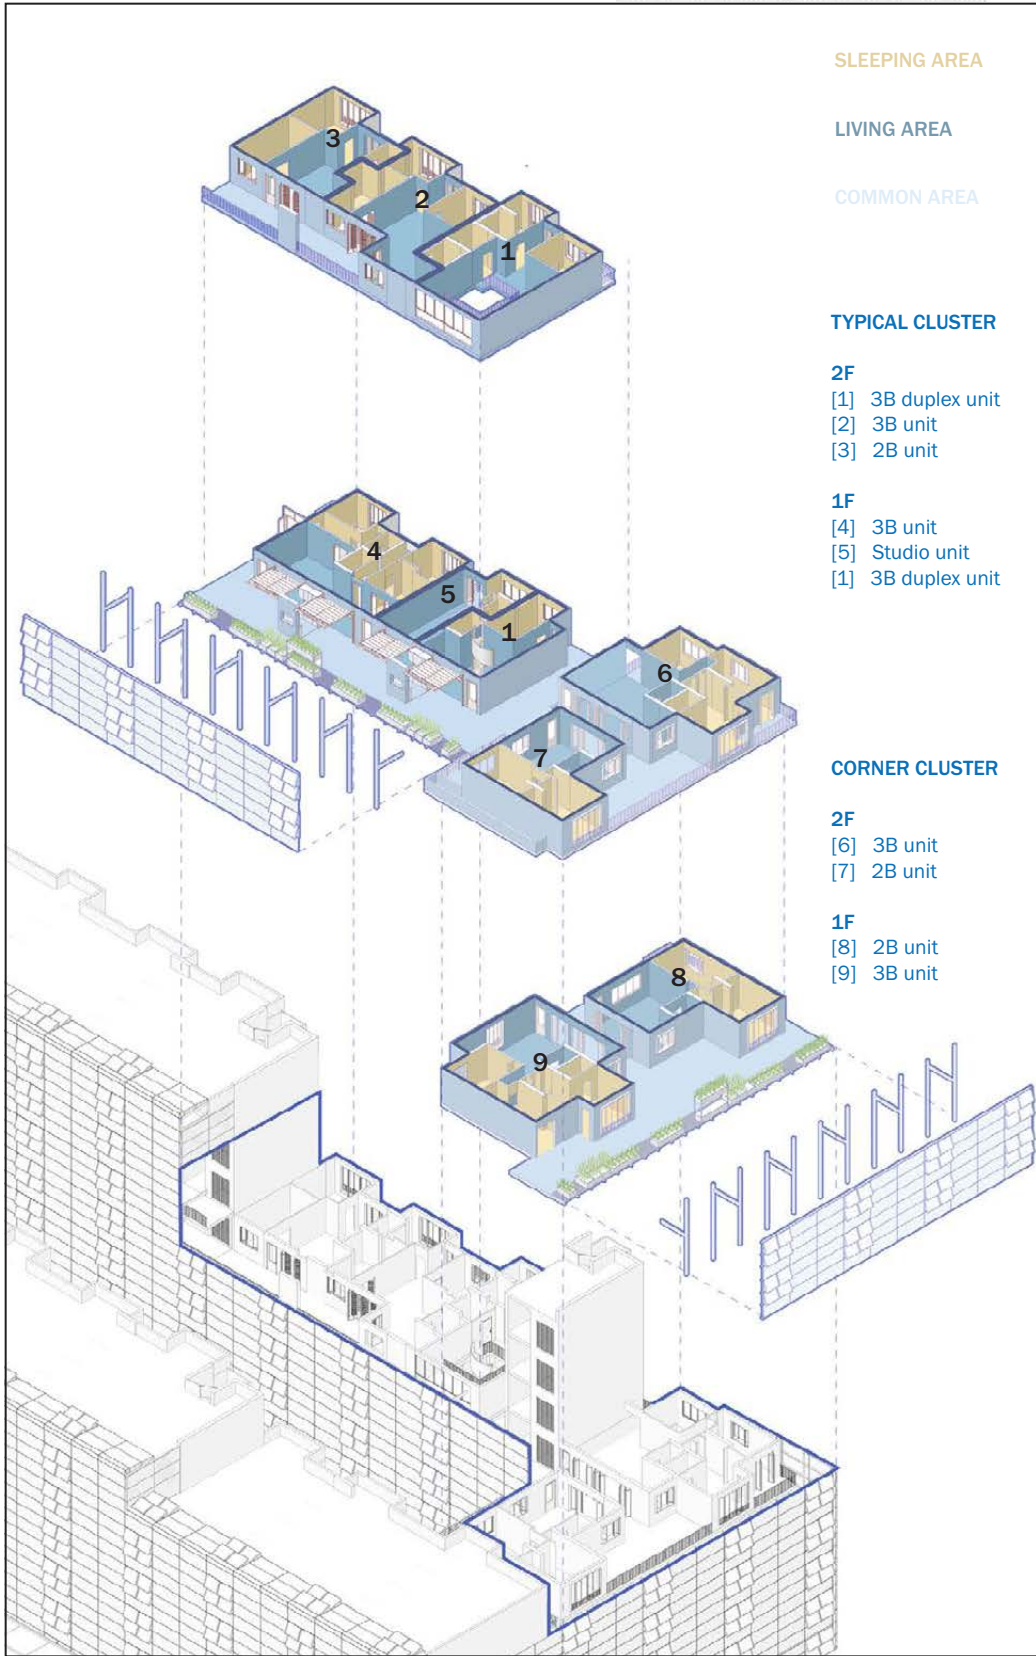 SLEEPING AREA
LIVING AREA
COMMON AREA
3
2
1
TYPICAL CLUSTER
2F
[1] 3B duplex unit
[2] 3B unit
[3] 2B unit
1F
[4] 3B unit
[5] Studio unit
[1] 3B duplex unit
4
5
1
6
7
CORNER CLUSTER
2F
[6] 3B unit
[7] 2B unit
1F
[8] 2B unit
[9] 3B unit
8
9